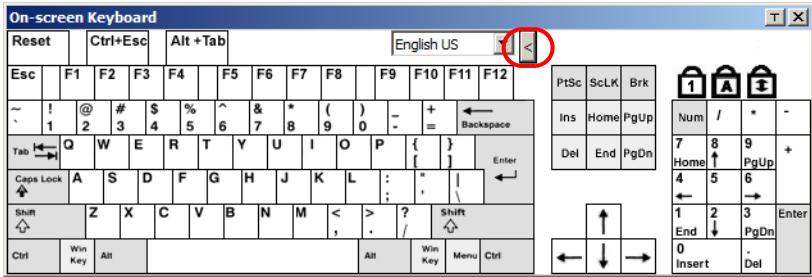 On-screen Keyboard T X
Reset Ctrl+Esc Alt +Tab English US <
Esc F1 F2 F3 F4 F5 F6 F7 F8 F9 F10 F11 F12 PtSc ScLK Brk 1 A
~ ! @ # $ % ^ & * ( ) _ + Backspace
` 1 2 3 4 5 6 7 8 9 0 - = Ins Home PgUp Num / * -
Tab Q W E R T Y U I O P { } Enter Del End PgDn 7 8 9 +
[ ] Home PgUp
Caps Lock A S D F G H J K L : " | 4 5 6
; ' \
Shift Z X C V B N M < > ? Shift 1 2 3 Enter
, . / End PgDn
Ctrl Win Key Alt Alt Win Key Menu Ctrl 0 .
Insert Del